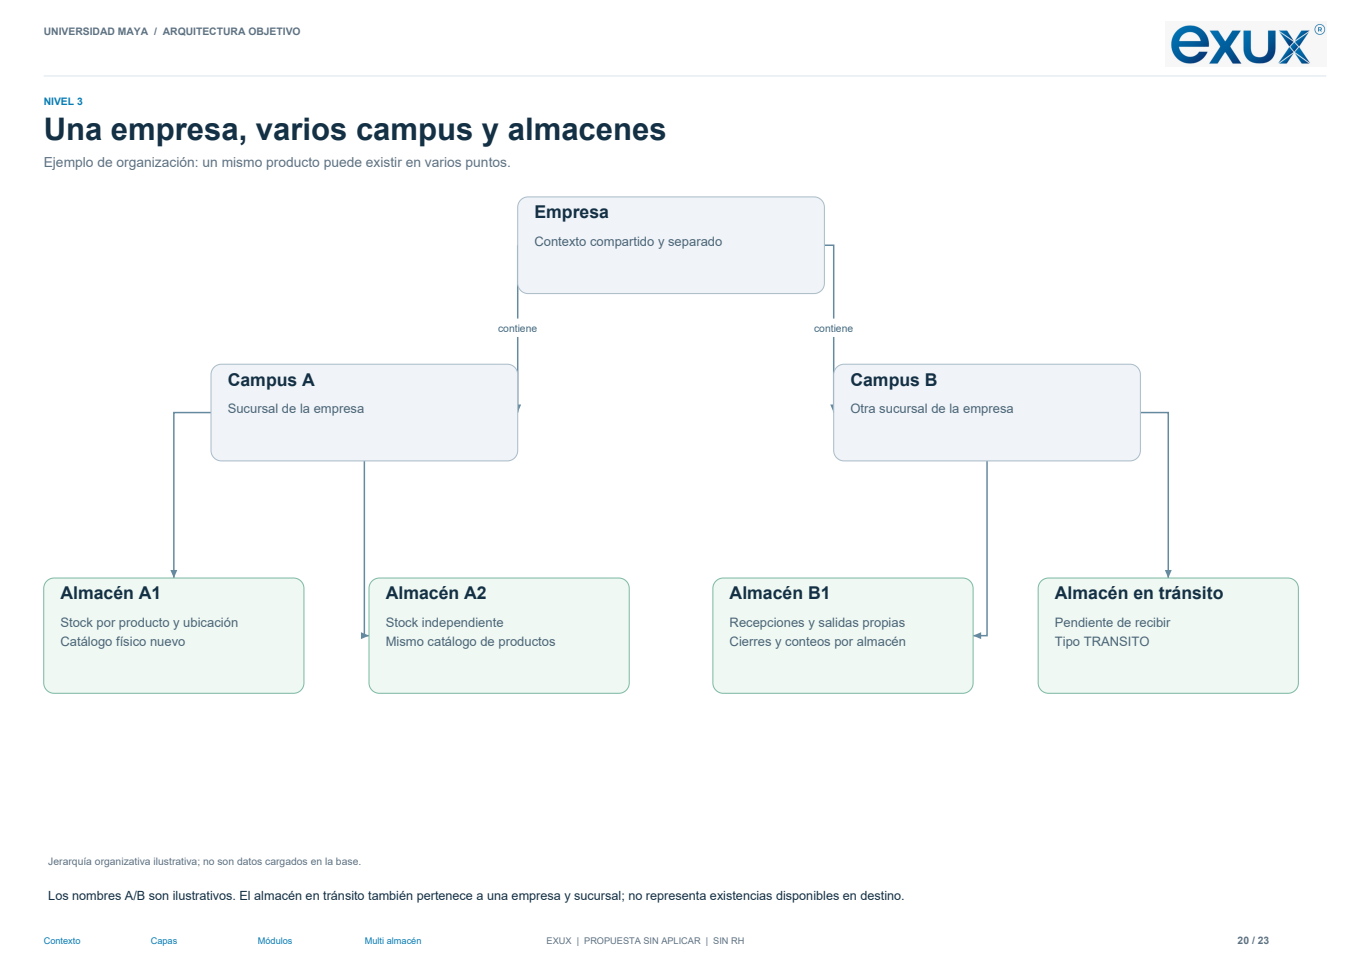 UNIVERSIDAD MAYA / ARQUITECTURA OBJETIVO
exux®
NIVEL 3
Una empresa, varios campus y almacenes
Ejemplo de organización: un mismo producto puede existir en varios puntos.
Empresa
Contexto compartido y separado
contiene
contiene
Campus A
Sucursal de la empresa
Campus B
Otra sucursal de la empresa
Almacén A1
Stock por producto y ubicación
Catálogo físico nuevo
Almacén A2
Stock independiente
Mismo catálogo de productos
Almacén B1
Recepciones y salidas propias
Cierres y conteos por almacén
Almacén en tránsito
Pendiente de recibir
Tipo TRANSITO
Jerarquía organizativa ilustrativa; no son datos cargados en la base.
Los nombres A/B son ilustrativos. El almacén en tránsito también pertenece a una empresa y sucursal; no representa existencias disponibles en destino.
Contexto Capas Módulos Multi almacén EXUX | PROPUESTA SIN APLICAR | SIN RH 20 / 23